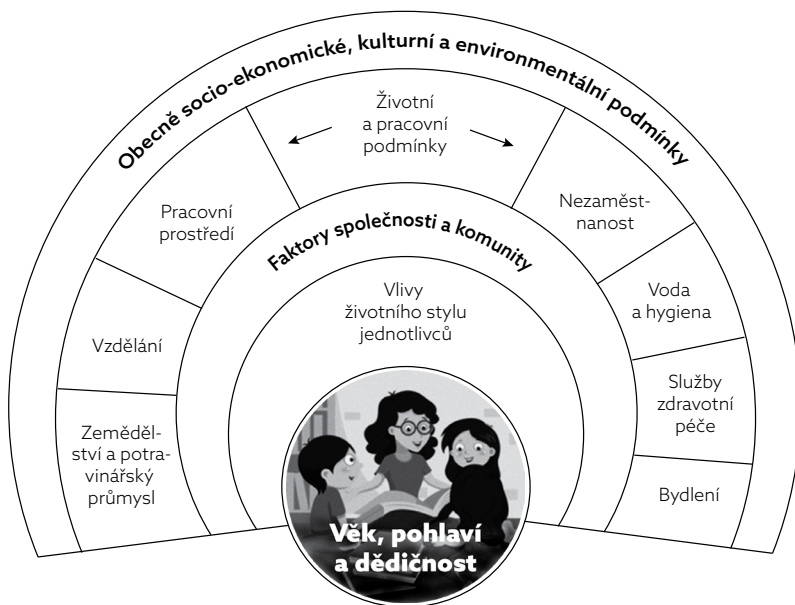 Obecně socio-ekonomické, kulturní a environmentální podmínky
Životní
a pracovní
podmínky
Pracovní
prostředí
Nezaměst-
nanost
Faktory společnosti a komunity
Vzdělání
Voda
a hygiena
Vlivy
životního stylu
jednotlivců
Zeměděl-
ství a potra-
vinářský
průmysl
Služby
zdravotní
péče
Bydlení
Věk, pohlaví
a dědičnost